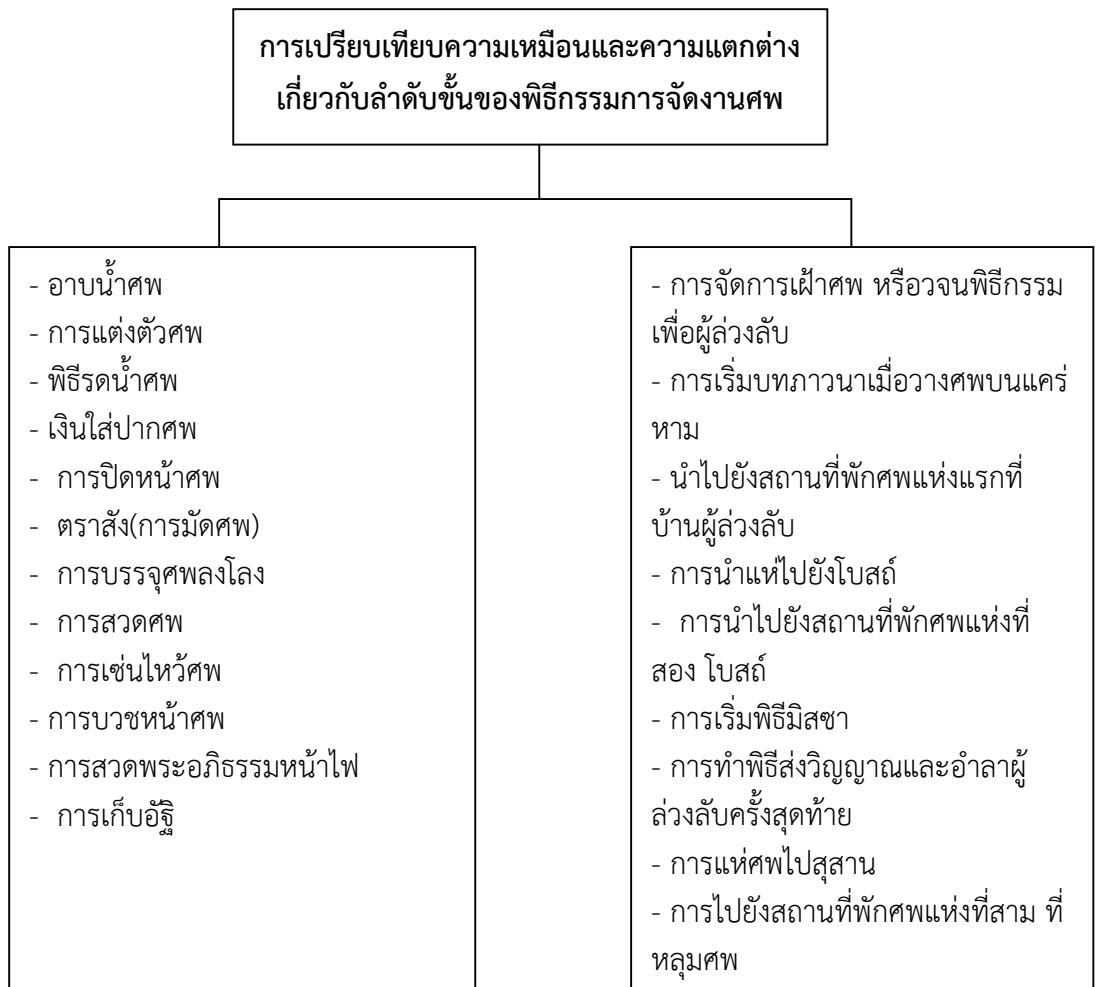 การเปรียบเทียบความเหมือนและความแตกต่าง
เกี่ยวกับลำดับขั้นของพิธีกรรมการจัดงานศพ
- อาบน้ำศพ
- การแต่งตัวศพ
- พิธีรดน้ำศพ
- เงินใส่ปากศพ
- การปิดหน้าศพ
- ตราสัง(การมัดศพ)
- การบรรจุศพลงโลง
- การสวดศพ
- การเซ่นไหว้ศพ
- การบวชหน้าศพ
- การสวดพระอภิธรรมหน้าไฟ
- การเก็บอัฐิ
- การจัดการเฝ้าศพ หรือวจนพิธีกรรม
เพื่อผู้ล่วงลับ
- การเริ่มบทภาวนาเมื่อวางศพบนแคร่
หาม
- นำไปยังสถานที่พักศพแห่งแรกที่
บ้านผู้ล่วงลับ
- การนำแห่ไปยังโบสถ์
- การนำไปยังสถานที่พักศพแห่งที่
สอง โบสถ์
- การเริ่มพิธีมิสซา
- การทำพิธีส่งวิญญาณและอำลาผู้
ล่วงลับครั้งสุดท้าย
- การแห่ศพไปสุสาน
- การไปยังสถานที่พักศพแห่งที่สาม ที่
หลุมศพ